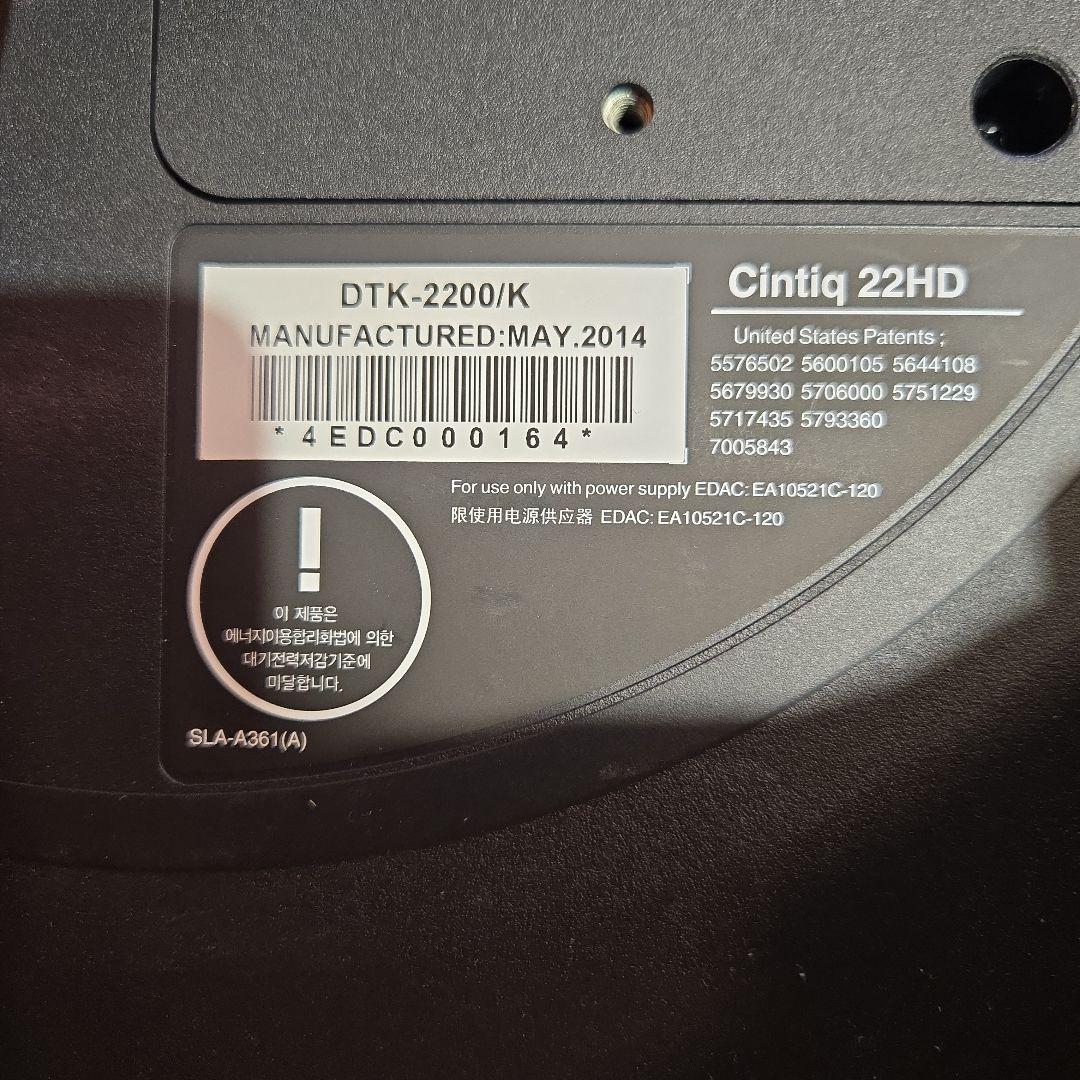 DTK-2200/K
MANUFACTURED:MAY.2014
*4EDC000164*
Cintiq 22HD
United States Patents ;
5576502 5600105 5644108
5679930 5706000 5751229
5717435 5793360
7005843
For use only with power supply EDAC: EA10521C-120
限使用电源供应器 EDAC: EA10521C-120
!
이 제품은
에너지이용합리화법에 의한
대기전력저감기준에
미달합니다.
SLA-A361(A)